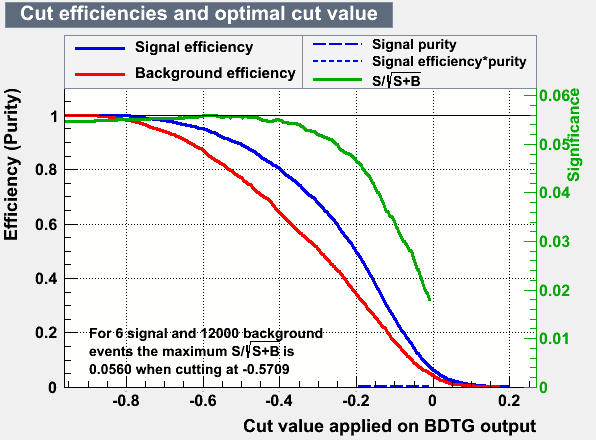 Cut efficiencies and optimal cut value
Signal efficiency
Background efficiency
Signal purity
Signal efficiency*purity
S/√S+B
Efficiency (Purity)
1
0.8
0.6
0.4
0.2
0
0.06
0.05
0.04
0.03
0.02
0.01
0
Significance
For 6 signal and 12000 background
events the maximum S/√S+B is
0.0560 when cutting at -0.5709
-0.8 -0.6 -0.4 -0.2 0 0.2
Cut value applied on BDTG output